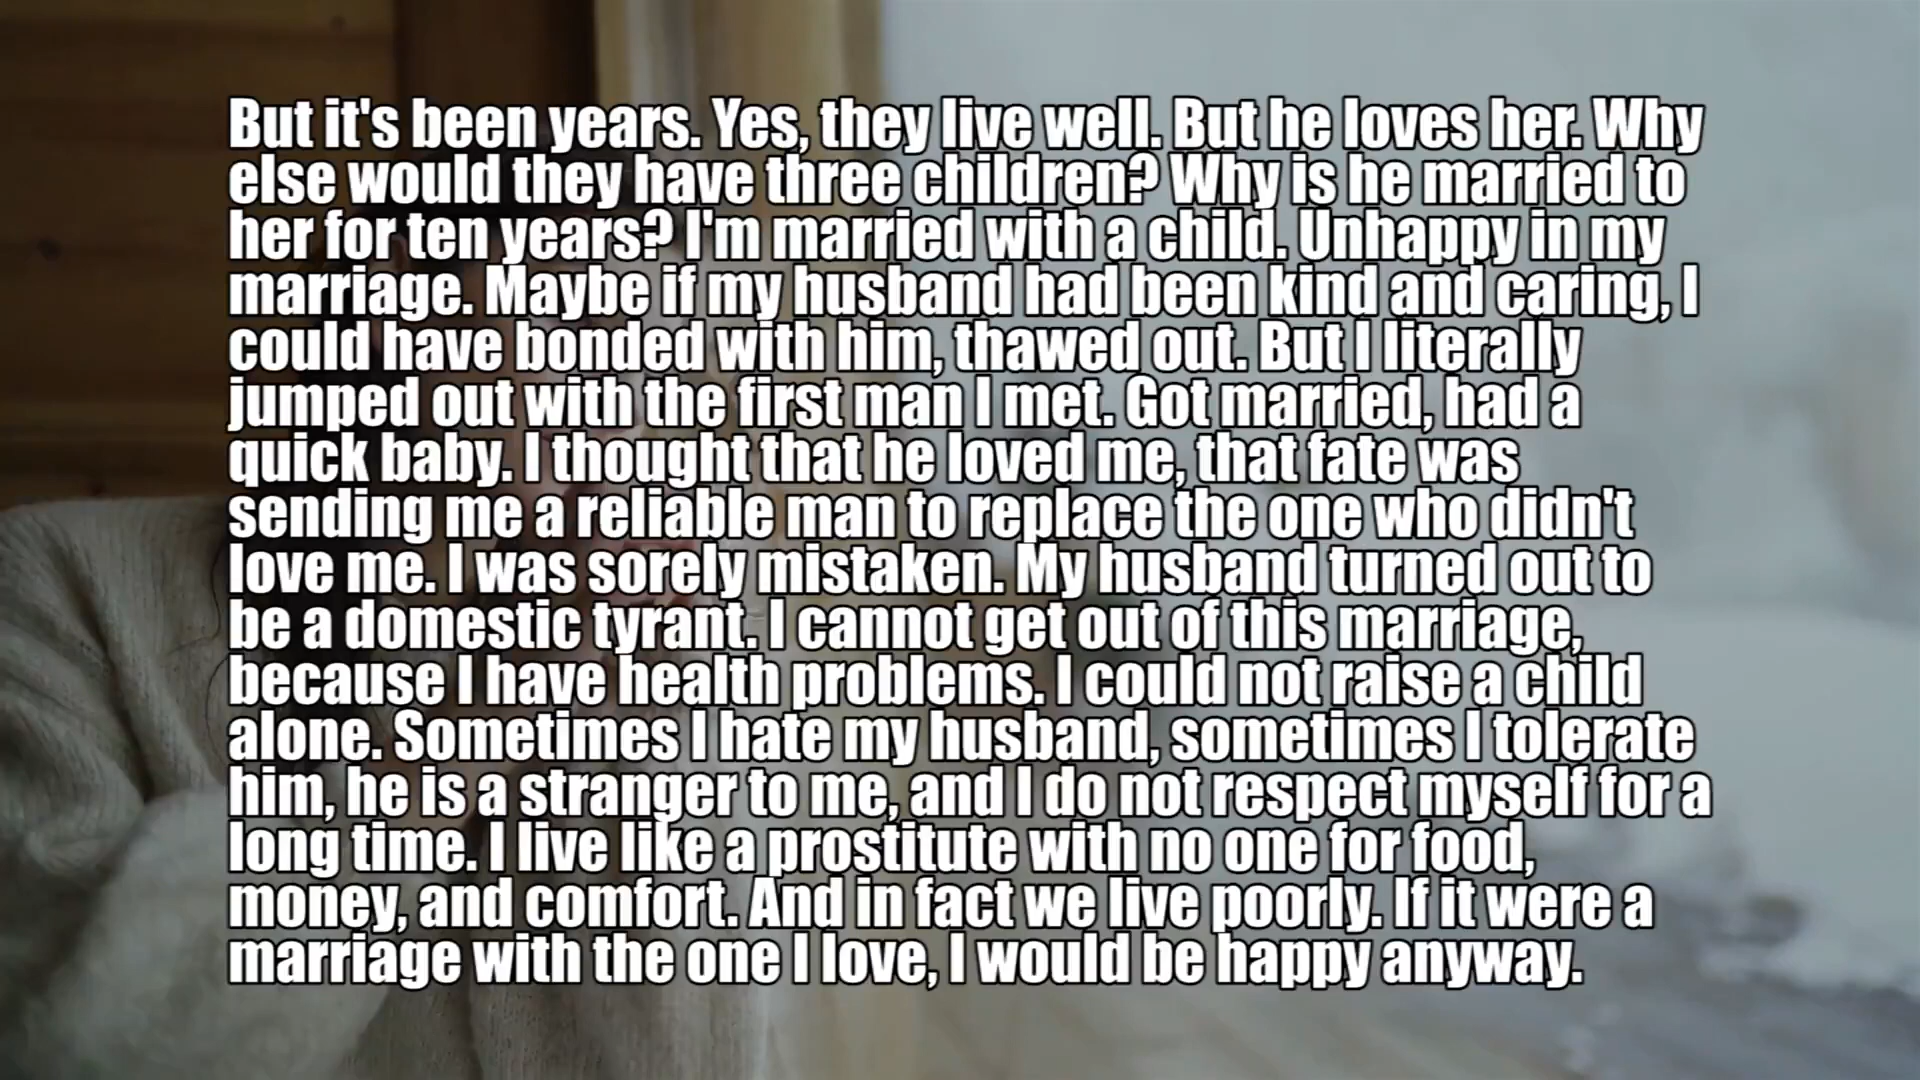 But it's been years. Yes, they live well. But he loves her. Why
else would they have three children? Why is he married to
her for ten years? I'm married with a child. Unhappy in my
marriage. Maybe if my husband had been kind and caring, I
could have bonded with him, thawed out. But I literally
jumped out with the first man I met. Got married, had a
quick baby. I thought that he loved me, that fate was
sending me a reliable man to replace the one who didn't
love me. I was sorely mistaken. My husband turned out to
be a domestic tyrant. I cannot get out of this marriage,
because I have health problems. I could not raise a child
alone. Sometimes I hate my husband, sometimes I tolerate
him, he is a stranger to me, and I do not respect myself for a
long time. I live like a prostitute with no one for food,
money, and comfort. And in fact we live poorly. If it were a
marriage with the one I love, I would be happy anyway.